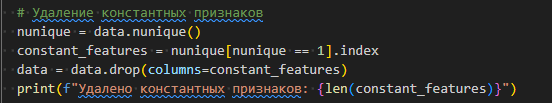 # Удаление константных признаков
nunique = data.nunique()
constant_features = nunique[nunique == 1].index
data = data.drop(columns=constant_features)
print(f"Удалено константных признаков: {len(constant_features)}")